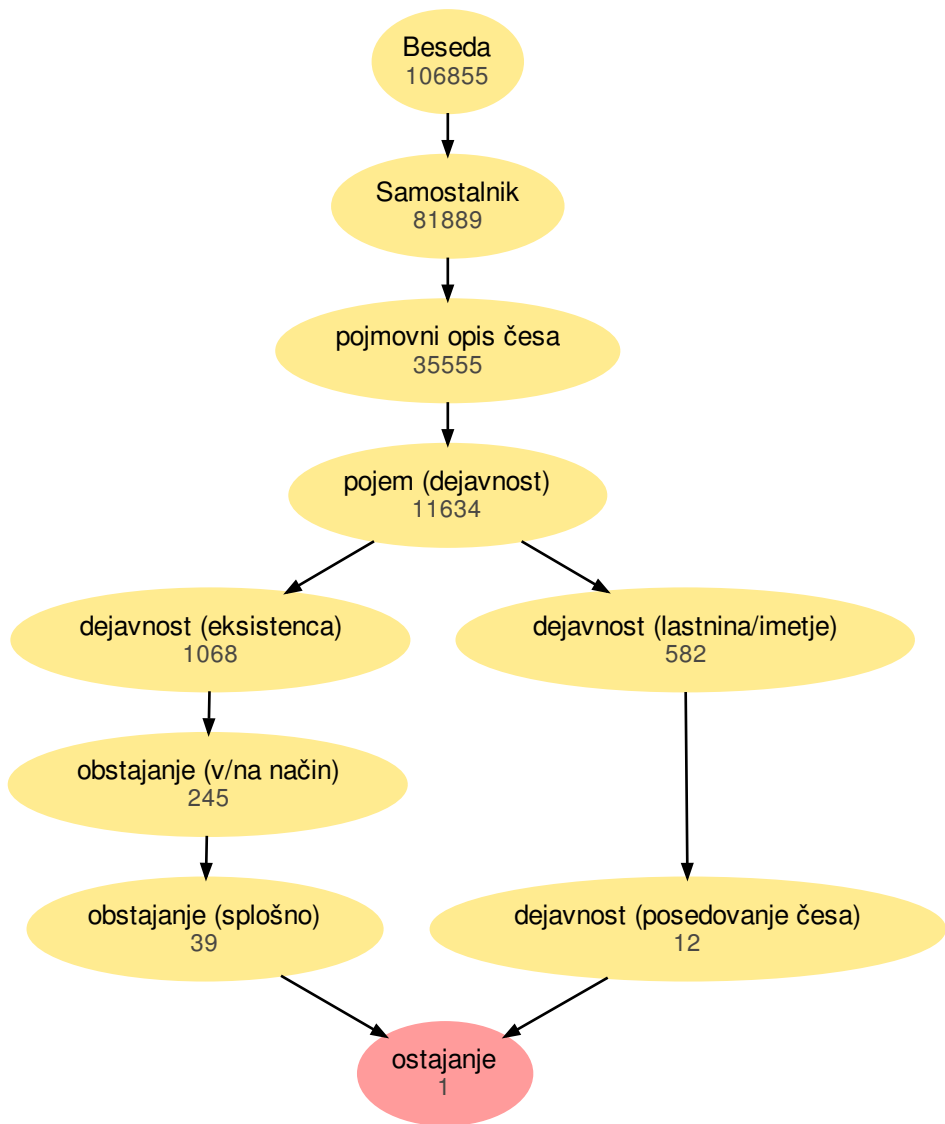 Beseda
106855
Samostalnik
81889
pojmovni opis česa
35555
pojem (dejavnost)
11634
dejavnost (eksistenca)
1068
dejavnost (lastnina/imetje)
582
obstajanje (v/na način)
245
obstajanje (splošno)
39
dejavnost (posedovanje česa)
12
ostajanje
1